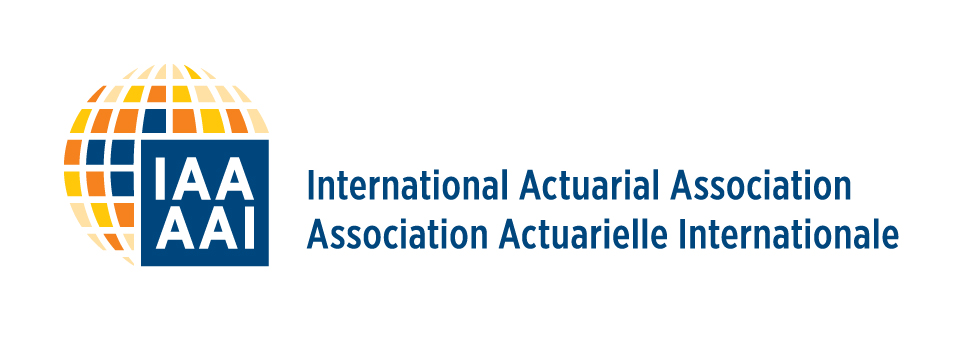 IAA
AAI
International Actuarial Association
Association Actuarielle Internationale